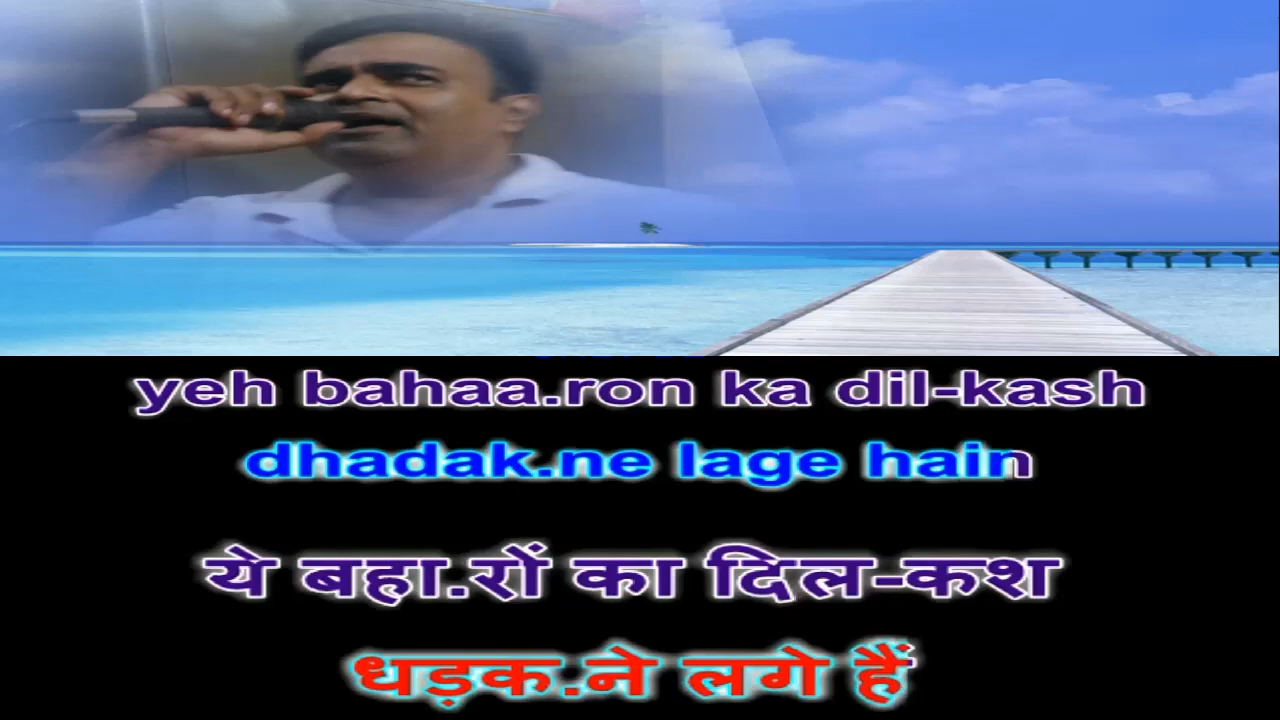 yeh bahaa.ron ka dil-kash
dhadak.ne lage hain
ये बहा.रों का दिल-कश
धड़क.ने लगे हैं